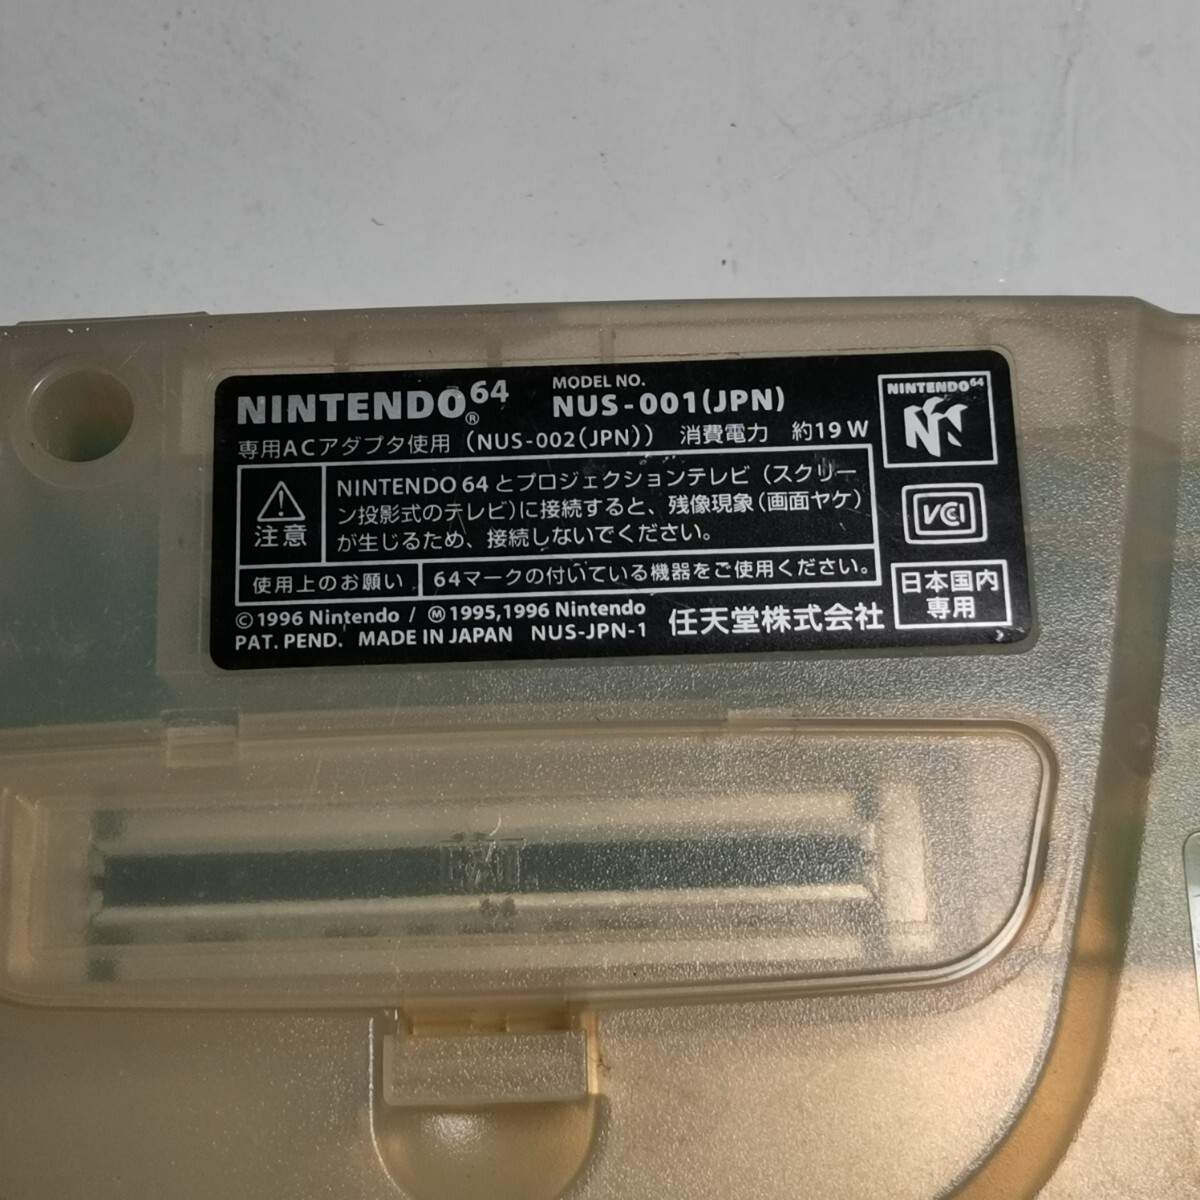 NINTENDO®64
MODEL NO.
NUS-001(JPN)
専用ACアダプタ使用 (NUS-002(JPN)) 消費電力 約19W
注意
NINTENDO 64とプロジェクションテレビ(スクリー
ン投影式のテレビ)に接続すると、残像現象(画面ヤケ)
が生じるため、接続しないでください。
使用上のお願い
64マークの付いている機器をご使用ください。
©1996 Nintendo / Ⓜ1995,1996 Nintendo
PAT. PEND. MADE IN JAPAN NUS-JPN-1
任天堂株式会社
NINTENDO64
VCCI
日本国内
専用